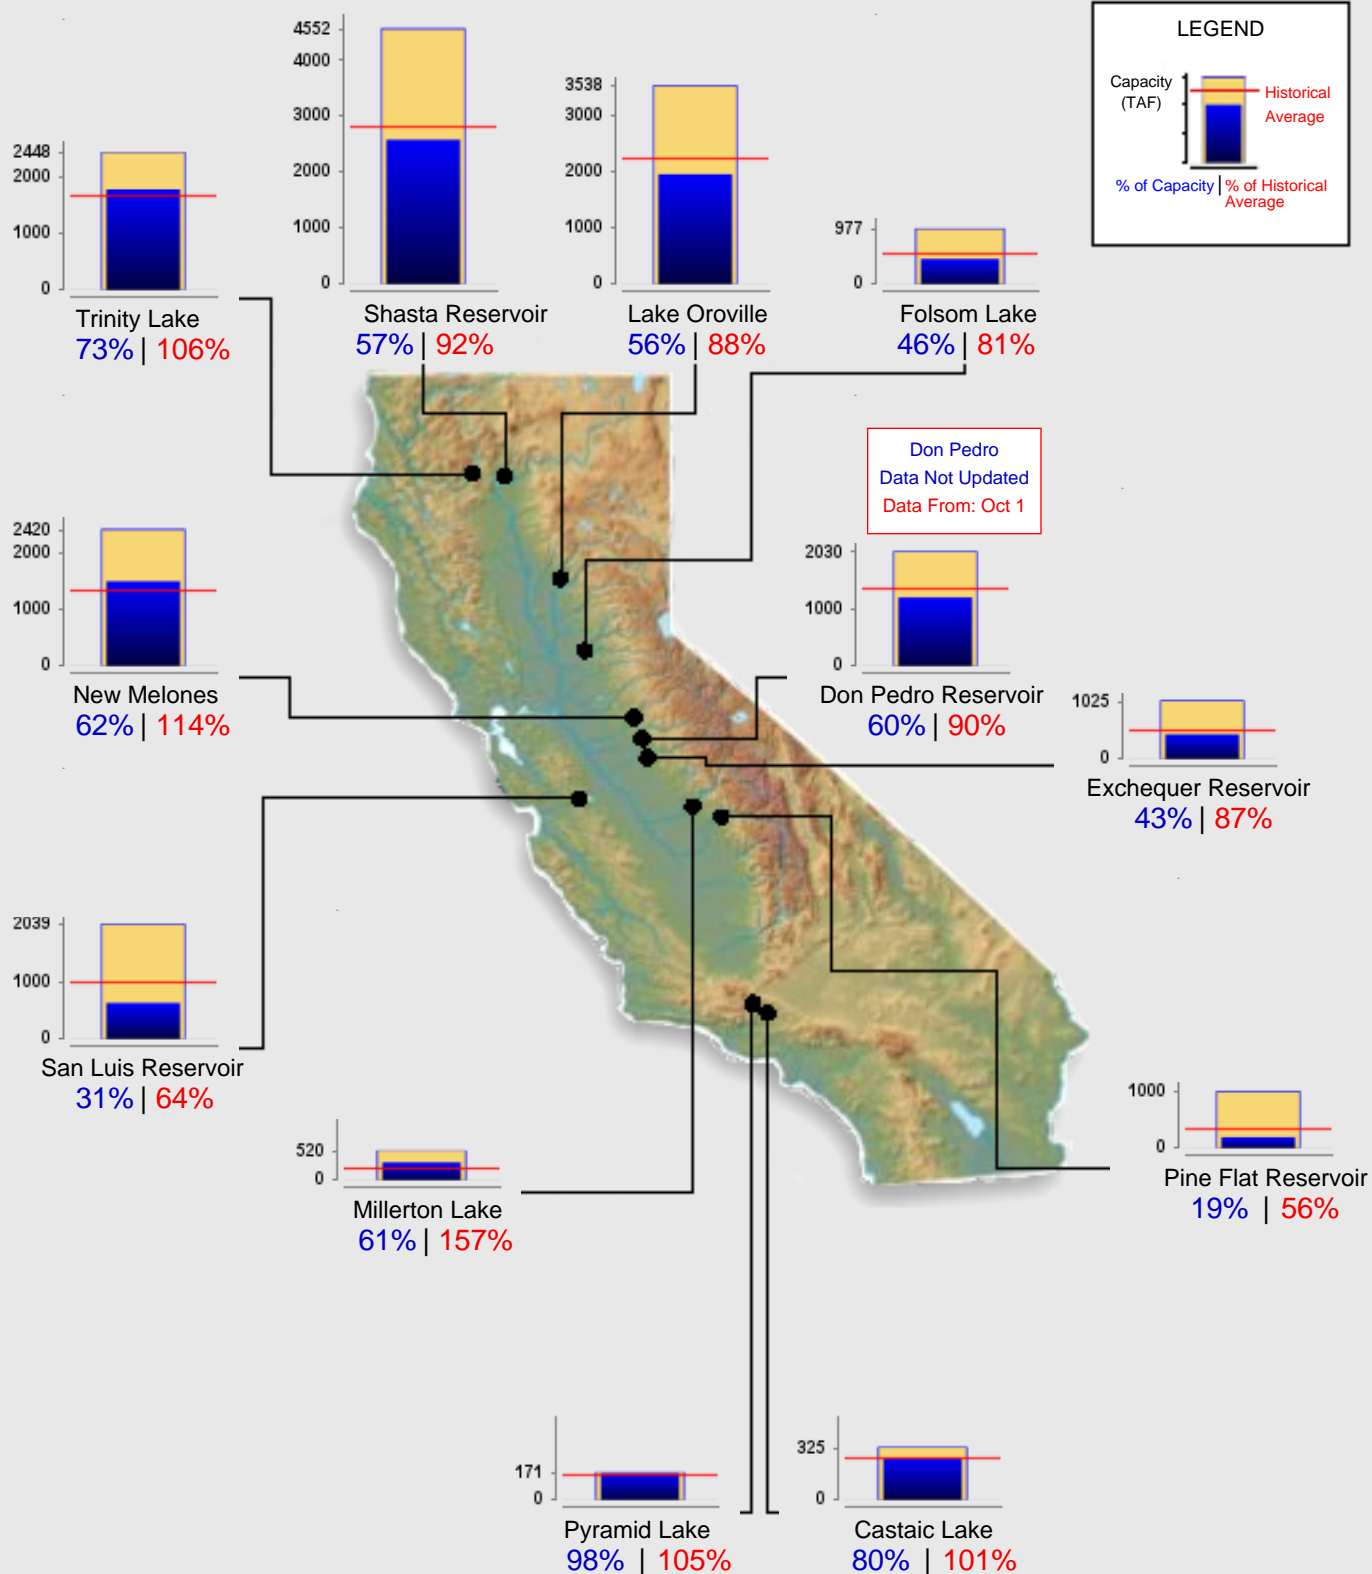 LEGEND
Capacity
(TAF)
Historical
Average
% of Capacity | % of Historical
Average
4552
4000
3000
2000
1000
0
Shasta Reservoir
57% | 92%
3538
3000
2000
1000
0
Lake Oroville
56% | 88%
2448
2000
1000
0
Trinity Lake
73% | 106%
977
0
Folsom Lake
46% | 81%
Don Pedro
Data Not Updated
Data From: Oct 1
2030
1000
0
Don Pedro Reservoir
60% | 90%
2420
2000
1000
0
New Melones
62% | 114%
1025
0
Exchequer Reservoir
43% | 87%
2039
1000
0
San Luis Reservoir
31% | 64%
1000
0
Pine Flat Reservoir
19% | 56%
520
0
Millerton Lake
61% | 157%
171
0
Pyramid Lake
98% | 105%
325
0
Castaic Lake
80% | 101%